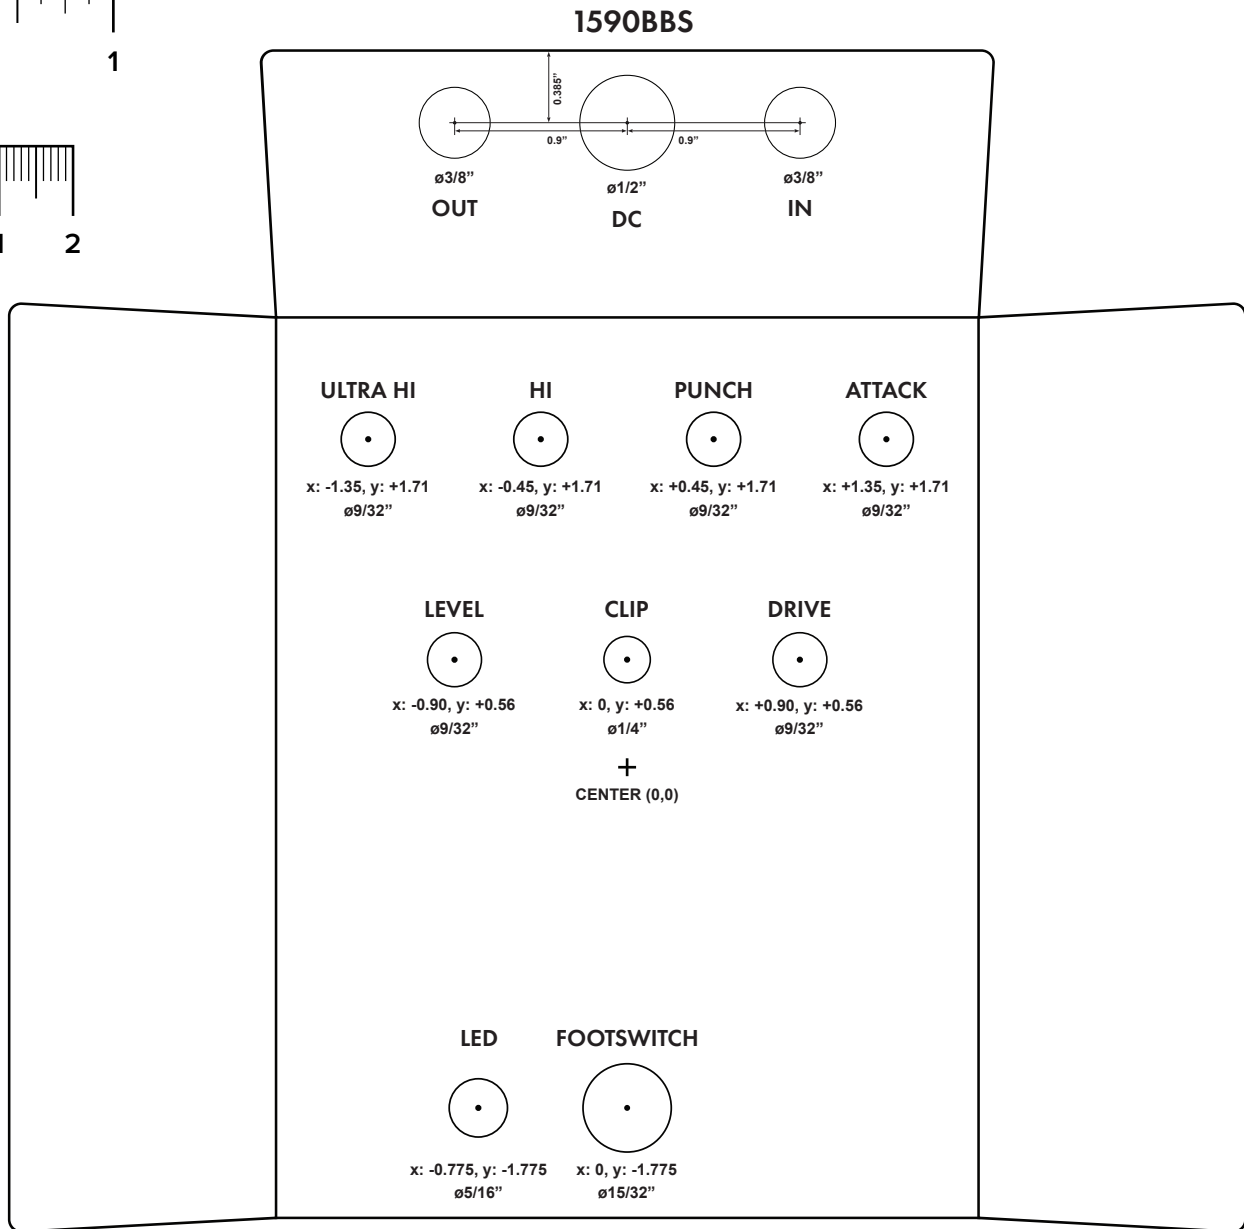 1590BBS
1
0.385”
0.9” 0.9”
ø3/8” ø1/2” ø3/8”
OUT DC IN
2
ULTRA HI HI PUNCH ATTACK
x: -1.35, y: +1.71 x: -0.45, y: +1.71 x: +0.45, y: +1.71 x: +1.35, y: +1.71
ø9/32” ø9/32” ø9/32” ø9/32”
LEVEL CLIP DRIVE
x: -0.90, y: +0.56 x: 0, y: +0.56 x: +0.90, y: +0.56
ø9/32” ø1/4” ø9/32”
+
CENTER (0,0)
LED FOOTSWITCH
x: -0.775, y: -1.775 x: 0, y: -1.775
ø5/16” ø15/32”